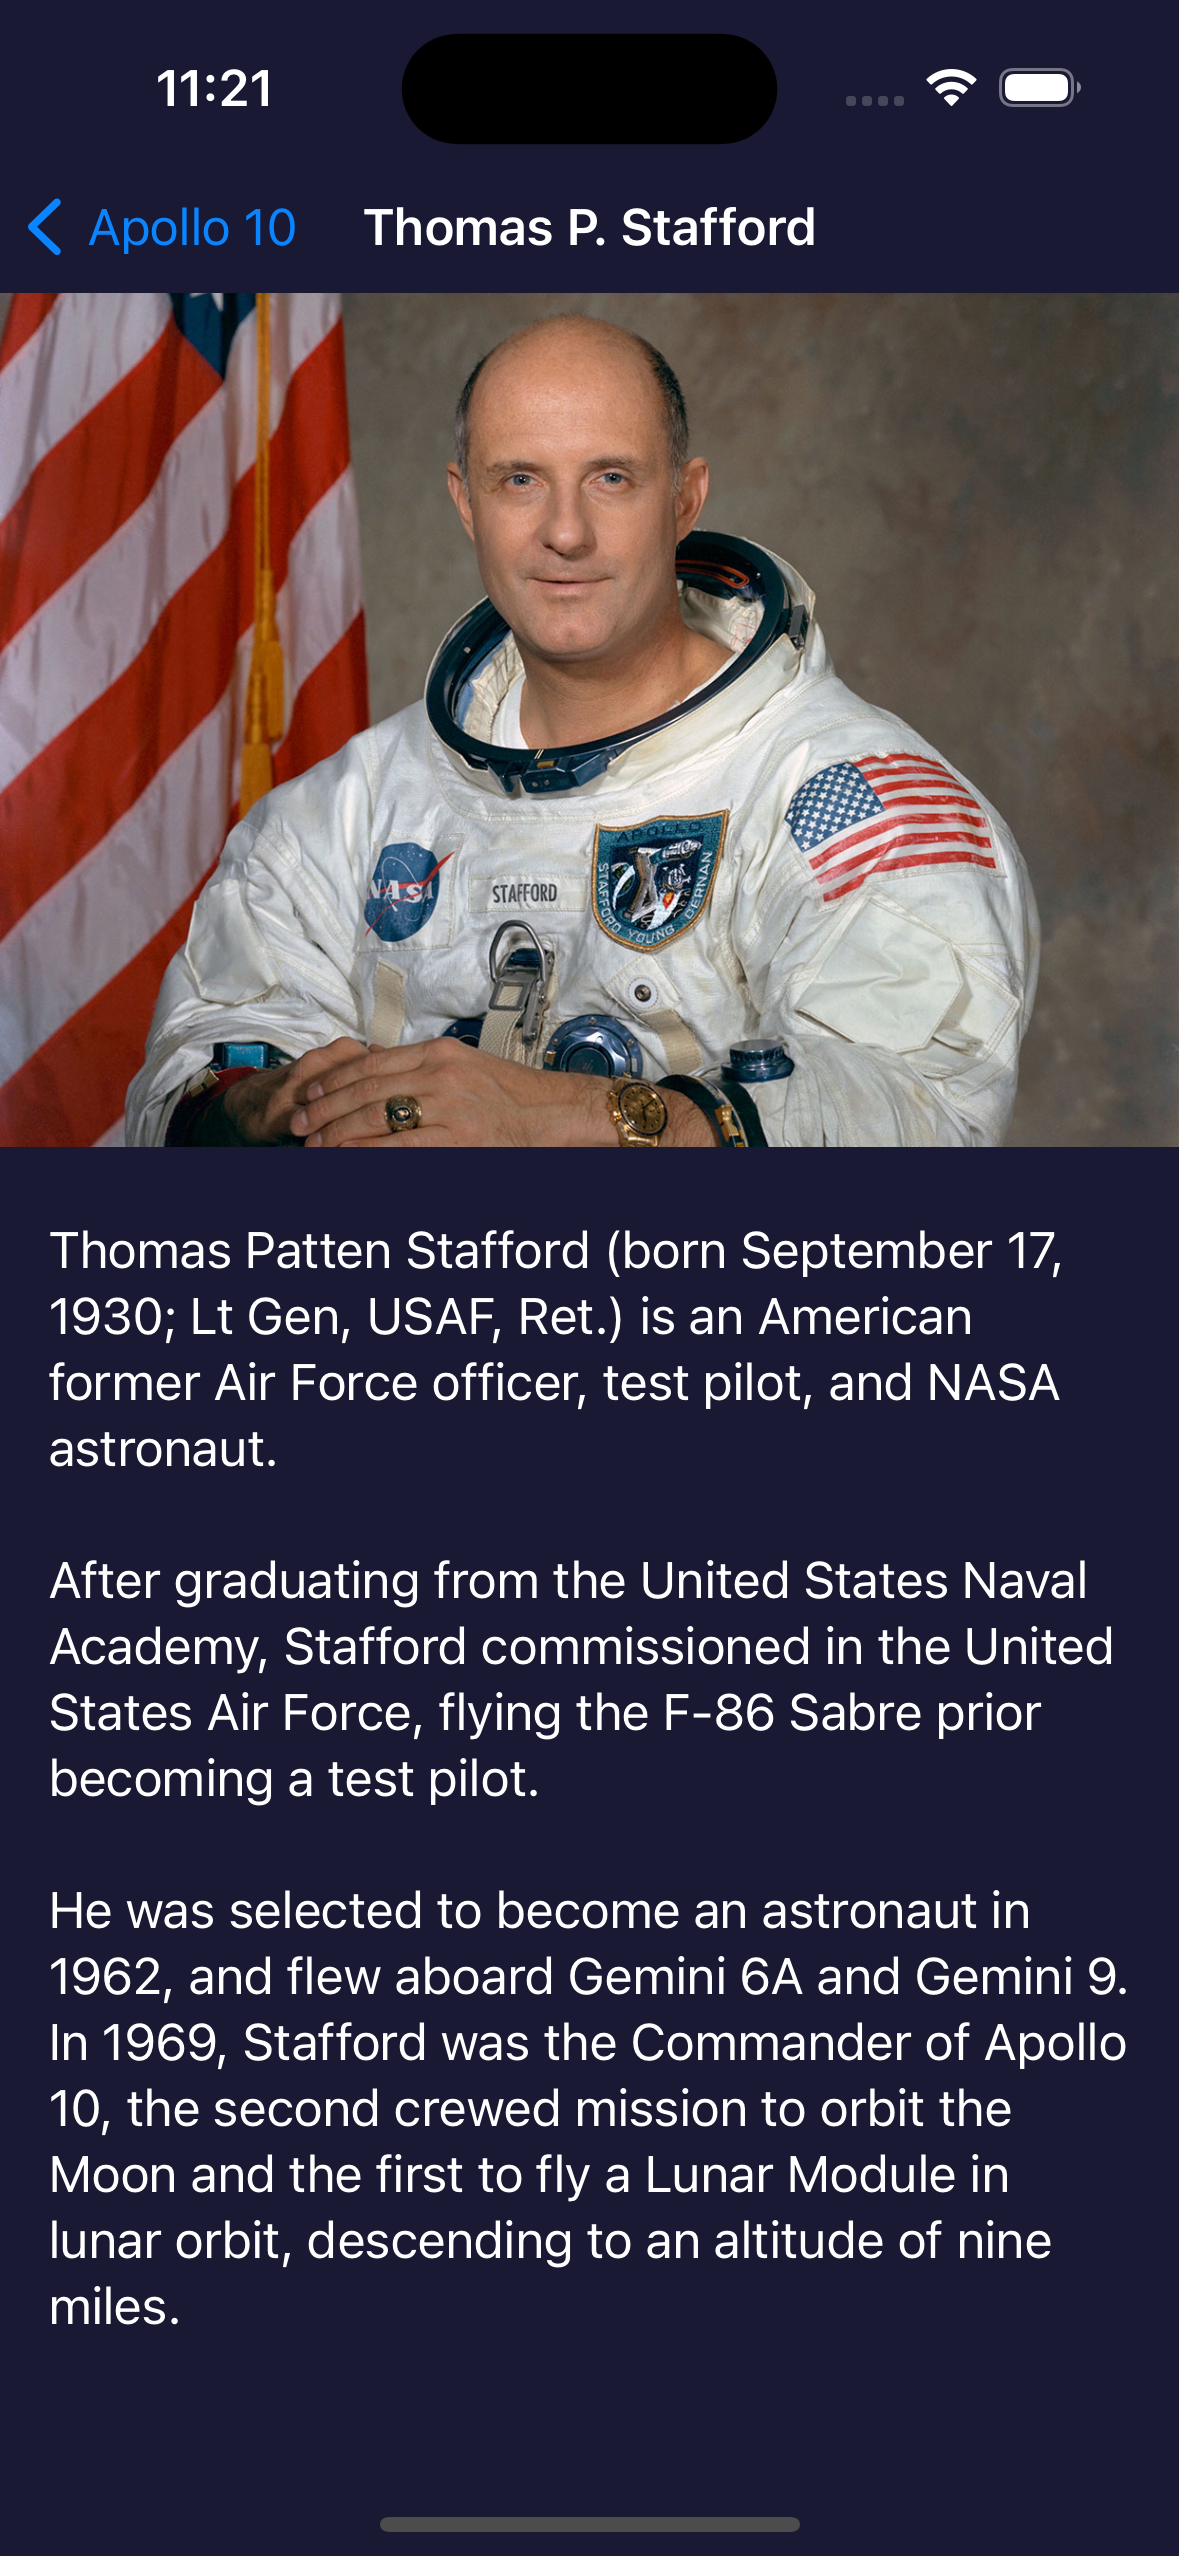 11:21
Apollo 10
Thomas P. Stafford
NASA
STAFFORD
APOLLO
STAFFORD YOUNG CERNAN
Thomas Patten Stafford (born September 17,
1930; Lt Gen, USAF, Ret.) is an American
former Air Force officer, test pilot, and NASA
astronaut.
After graduating from the United States Naval
Academy, Stafford commissioned in the United
States Air Force, flying the F-86 Sabre prior
becoming a test pilot.
He was selected to become an astronaut in
1962, and flew aboard Gemini 6A and Gemini 9.
In 1969, Stafford was the Commander of Apollo
10, the second crewed mission to orbit the
Moon and the first to fly a Lunar Module in
lunar orbit, descending to an altitude of nine
miles.